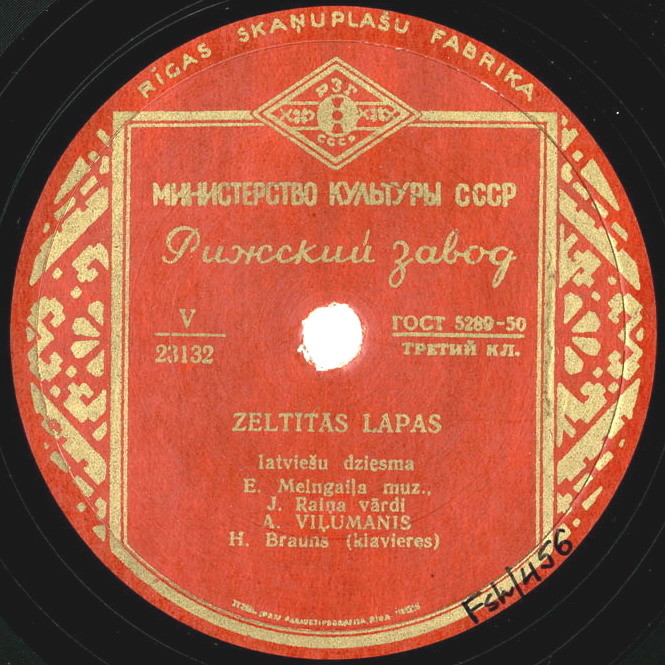 RĪGAS SKAŅUPLAŠU FABRIKA
РЗГ
СССР
МИНИСТЕРСТВО КУЛЬТУРЫ СССР
Рижский завод
V
23132
ГОСТ 5289-50
ТРЕТИЙ КЛ.
ZELTĪTĀS LAPAS
latviešu dziesma
E. Melngaiļa muz.,
J. Raiņa vārdi
A. VIĻUMANIS
H. Brauns (klavieres)
Fsh/456